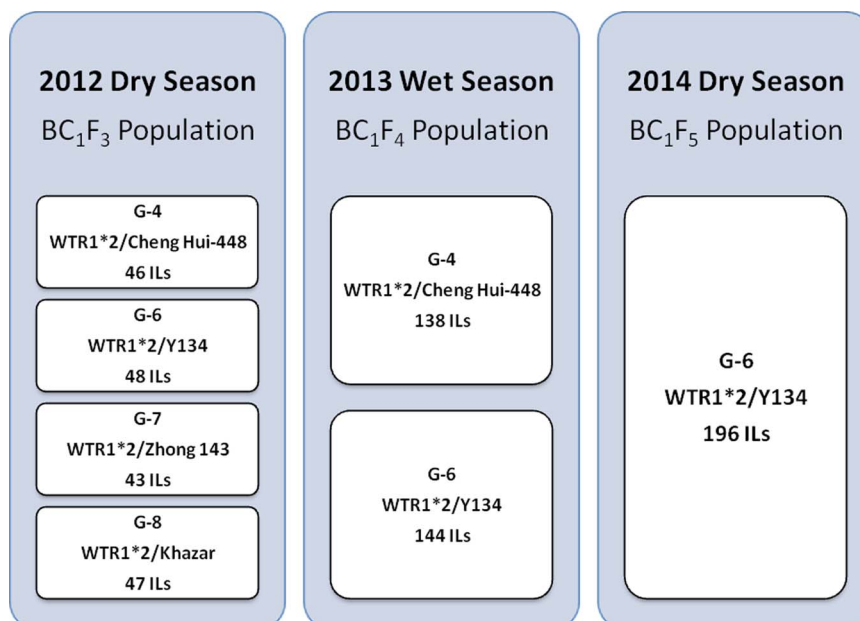 2012 Dry Season
BC₁F₃ Population
G-4
WTR1*2/Cheng Hui-448
46 ILs
G-6
WTR1*2/Y134
48 ILs
G-7
WTR1*2/Zhong 143
43 ILs
G-8
WTR1*2/Khazar
47 ILs
2013 Wet Season
BC₁F₄ Population
G-4
WTR1*2/Cheng Hui-448
138 ILs
G-6
WTR1*2/Y134
144 ILs
2014 Dry Season
BC₁F₅ Population
G-6
WTR1*2/Y134
196 ILs